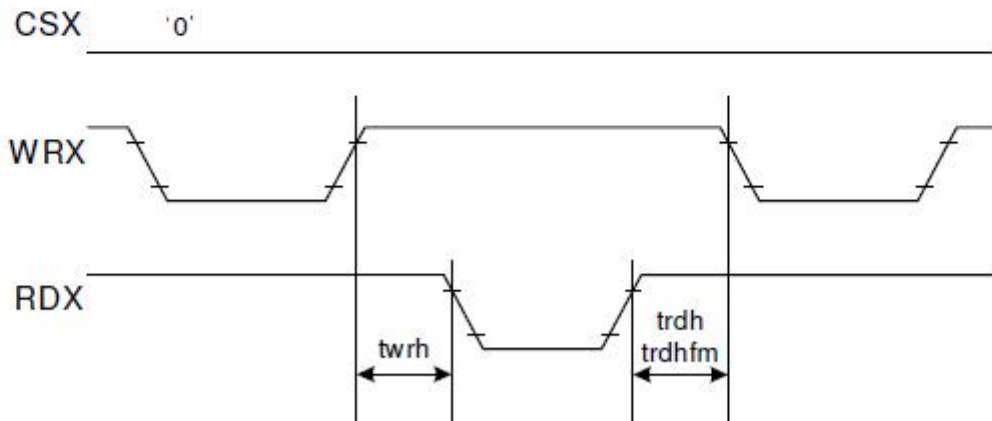 CSX '0'
WRX
RDX
twrh
trdh
trdhfm